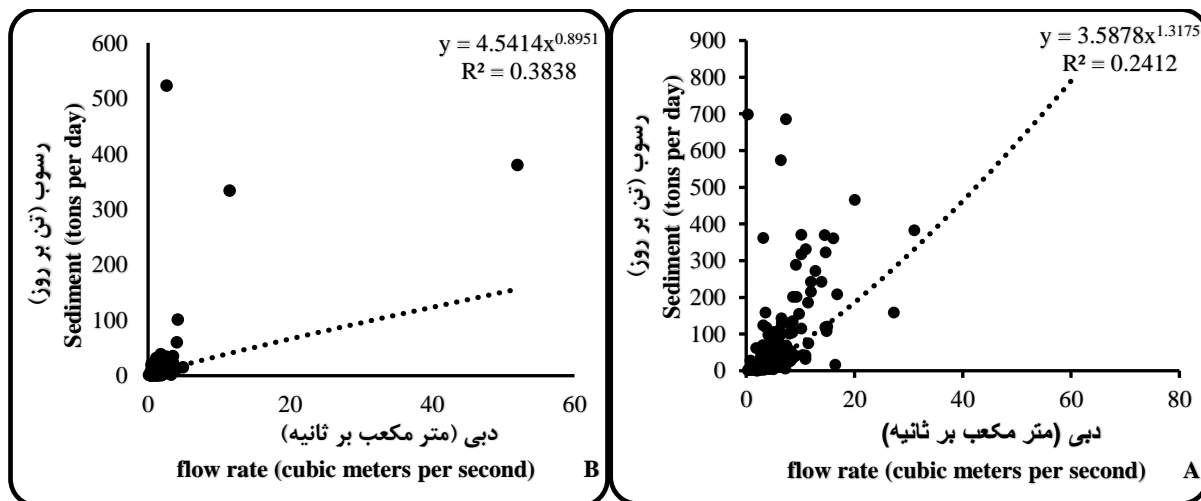 y = 4.5414x^0.8951
R² = 0.3838
600
500
400
300
200
100
0
رسوب (تن بر روز)
Sediment (tons per day)
0 20 40 60
دبی (متر مکعب بر ثانیه)
flow rate (cubic meters per second) B
y = 3.5878x^1.3175
R² = 0.2412
900
800
700
600
500
400
300
200
100
0
رسوب (تن بر روز)
Sediment (tons per day)
0 20 40 60 80
دبی (متر مکعب بر ثانیه)
flow rate (cubic meters per second) A